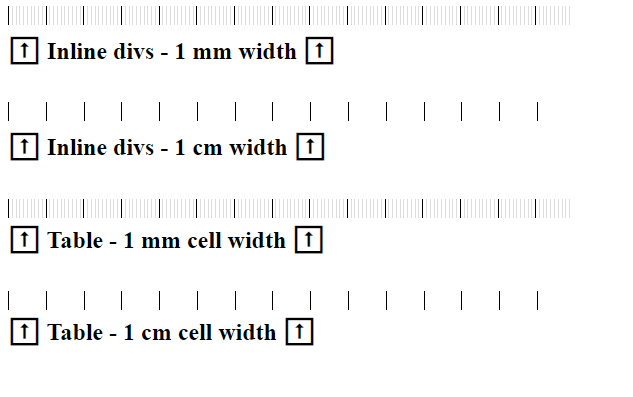 ⬆ Inline divs - 1 mm width ⬆
⬆ Inline divs - 1 cm width ⬆
⬆ Table - 1 mm cell width ⬆
⬆ Table - 1 cm cell width ⬆